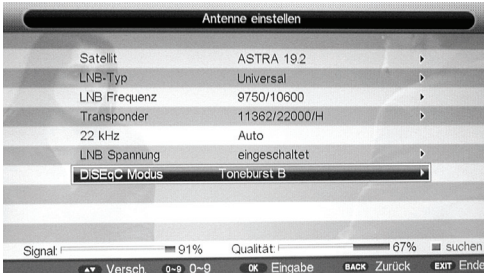 Antenne einstellen
Satellit ASTRA 19.2
LNB-Typ Universal
LNB Frequenz 9750/10600
Transponder 11362/22000/H
22 kHz Auto
LNB Spannung eingeschaltet
DiSEqC Modus Toneburst B
Signal: 91% Qualität: 67% suchen
Versch. 0~9 0~9 OK Eingabe BACK Zurück EXIT Ende